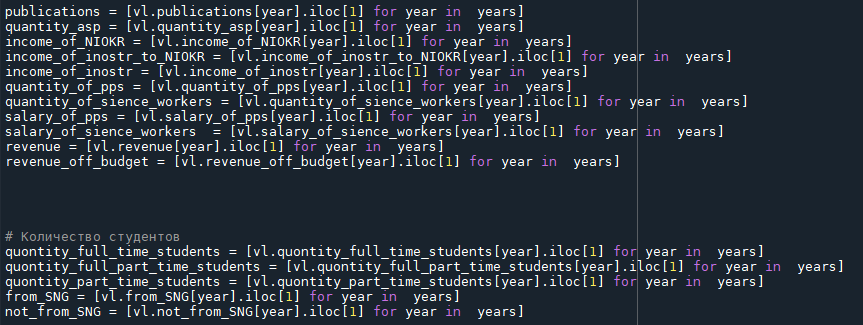 publications = [vl.publications[year].iloc[1] for year in  years]
quantity_asp = [vl.quantity_asp[year].iloc[1] for year in  years]
income_of_NIOKR = [vl.income_of_NIOKR[year].iloc[1] for year in  years]
income_of_inostr_to_NIOKR = [vl.income_of_inostr_to_NIOKR[year].iloc[1] for year in  years]
income_of_inostr = [vl.income_of_inostr[year].iloc[1] for year in  years]
quantity_of_pps = [vl.quantity_of_pps[year].iloc[1] for year in  years]
quantity_of_sience_workers = [vl.quantity_of_sience_workers[year].iloc[1] for year in  years]
salary_of_pps = [vl.salary_of_pps[year].iloc[1] for year in  years]
salary_of_sience_workers  = [vl.salary_of_sience_workers[year].iloc[1] for year in  years]
revenue = [vl.revenue[year].iloc[1] for year in  years]
revenue_off_budget = [vl.revenue_off_budget[year].iloc[1] for year in  years]
# Количество студентов
quontity_full_time_students = [vl.quontity_full_time_students[year].iloc[1] for year in  years]
quontity_full_part_time_students = [vl.quontity_full_part_time_students[year].iloc[1] for year in  years]
quontity_part_time_students = [vl.quontity_part_time_students[year].iloc[1] for year in  years]
from_SNG = [vl.from_SNG[year].iloc[1] for year in  years]
not_from_SNG = [vl.not_from_SNG[year].iloc[1] for year in  years]